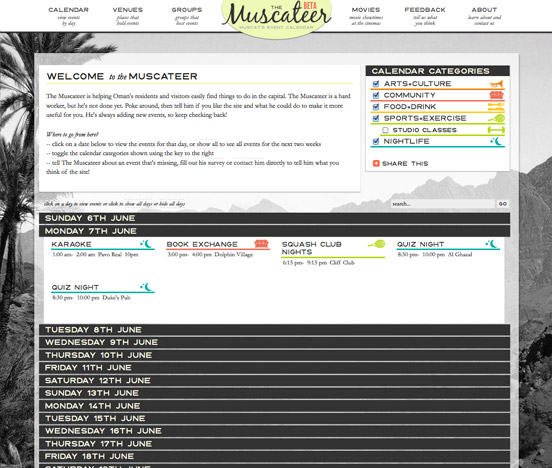 CALENDAR
view events
by day
VENUES
places that
hold events
GROUPS
groups that
host events
THE
Muscateer
BETA
MUSCAT'S EVENT CALENDAR
MOVIES
movie showtimes
at the cinemas
FEEDBACK
tell us what
you think
ABOUT
learn about and
contact us
WELCOME to the MUSCATEER
The Muscateer is helping Oman's residents and visitors easily find things to do in the capital. The Muscateer is a hard
worker, but he's not done yet. Poke around, then tell him if you like the site and what he could do to make it more
useful for you. He's always adding new events, so keep checking back!
Where to go from here?
-- click on a date below to view the events for that day, or show all to see all events for the next two weeks
-- toggle the calendar categories shown using the key to the right
-- tell The Muscateer about an event that's missing, fill out his survey or contact him directly to tell him what you
think of the site!
CALENDAR CATEGORIES
ARTS+CULTURE
COMMUNITY
FOOD+DRINK
SPORTS+EXERCISE
STUDIO CLASSES
NIGHTLIFE
SHARE THIS
click on a day to view events or click to show all days or hide all days
search...
GO
SUNDAY 6TH JUNE
MONDAY 7TH JUNE
KARAOKE
1:00 am- 2:00 am Pavo Real 10pm
BOOK EXCHANGE
3:00 pm- 4:00 pm Dolphin Village
SQUASH CLUB
NIGHTS
6:15 pm- 9:15 pm Cliff Club
QUIZ NIGHT
8:30 pm- 10:00 pm Al Ghazal
QUIZ NIGHT
8:30 pm- 10:00 pm Duke's Pub
TUESDAY 8TH JUNE
WEDNESDAY 9TH JUNE
THURSDAY 10TH JUNE
FRIDAY 11TH JUNE
SATURDAY 12TH JUNE
SUNDAY 13TH JUNE
MONDAY 14TH JUNE
TUESDAY 15TH JUNE
WEDNESDAY 16TH JUNE
THURSDAY 17TH JUNE
FRIDAY 18TH JUNE
SATURDAY 19TH JUNE